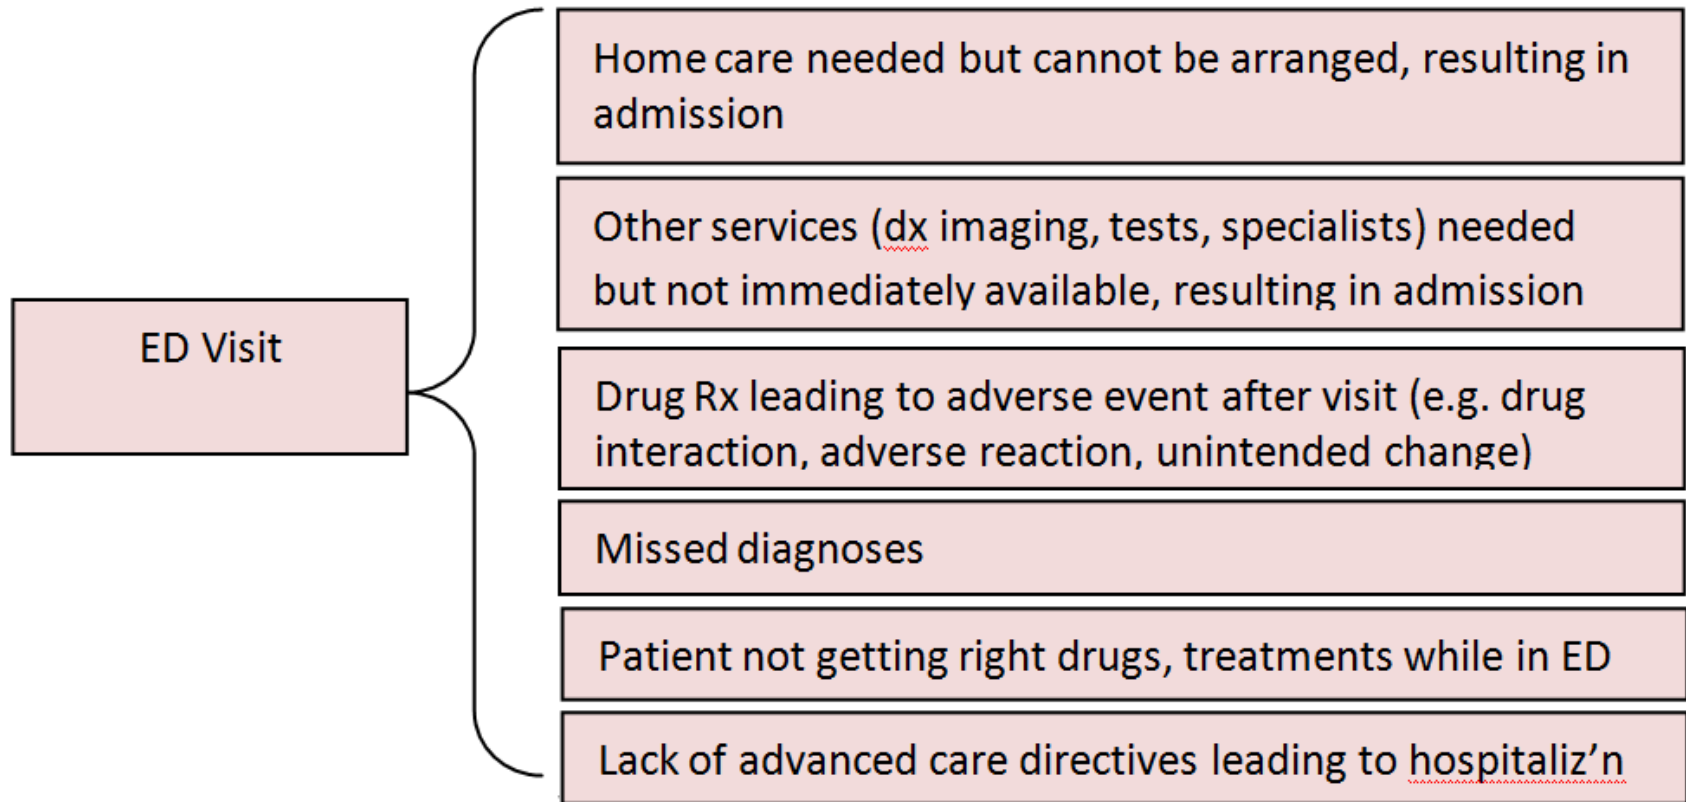 Home care needed but cannot be arranged, resulting in
admission
Other services (dx imaging, tests, specialists) needed
but not immediately available, resulting in admission
ED Visit
Drug Rx leading to adverse event after visit (e.g. drug
interaction, adverse reaction, unintended change)
Missed diagnoses
Patient not getting right drugs, treatments while in ED
Lack of advanced care directives leading to hospitaliz’n